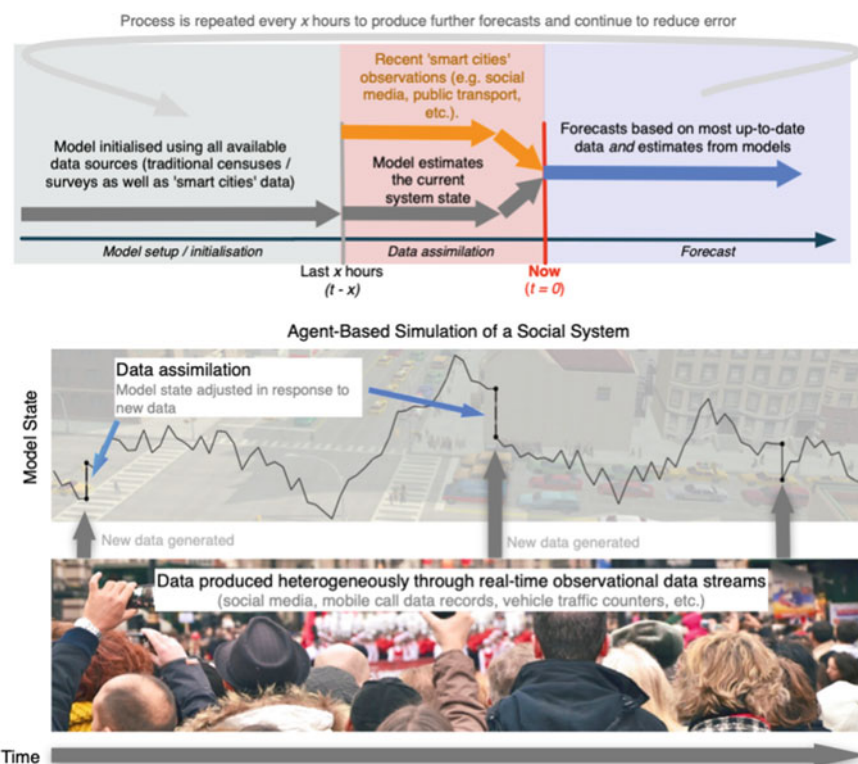 Process is repeated every x hours to produce further forecasts and continue to reduce error
Recent 'smart cities'
observations (e.g. social
media, public transport,
etc.).
Model initialised using all available
data sources (traditional censuses /
surveys as well as 'smart cities' data)
Model estimates
the current
system state
Forecasts based on most up-to-date
data and estimates from models
Model setup / initialisation
Data assimilation
Forecast
Last x hours
(t - x)
Now
(t = 0)
Agent-Based Simulation of a Social System
Model State
Data assimilation
Model state adjusted in response to
new data
New data generated
New data generated
Data produced heterogeneously through real-time observational data streams
(social media, mobile call data records, vehicle traffic counters, etc.)
Time